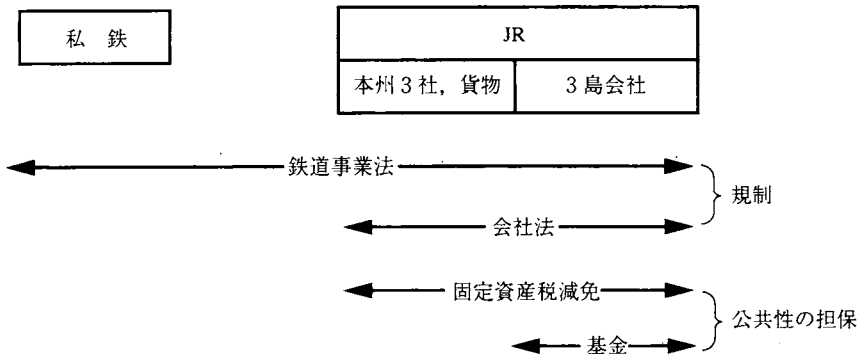 私 鉄
JR
本州3社，貨物
3島会社
鉄道事業法
規制
会社法
固定資産税減免
公共性の担保
基金